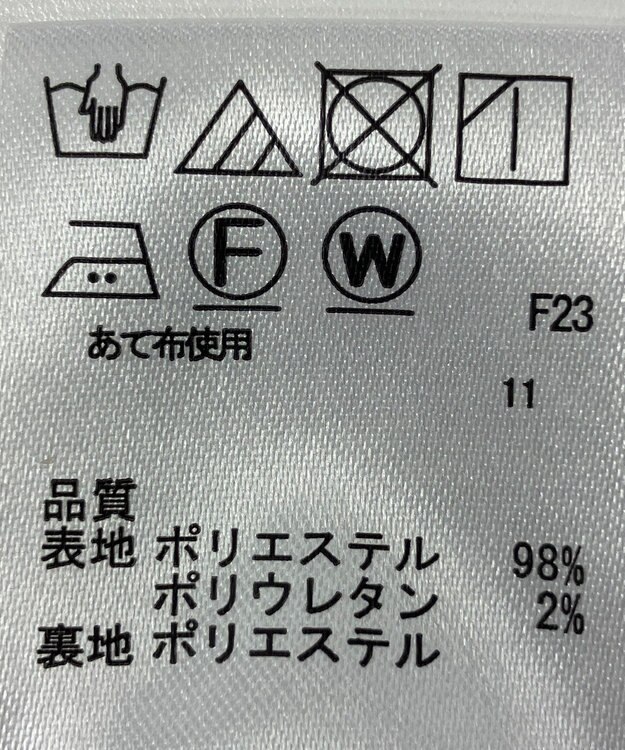 F
W
あて布使用
F23
11
品質
表地 ポリエステル 98%
ポリウレタン 2%
裏地 ポリエステル